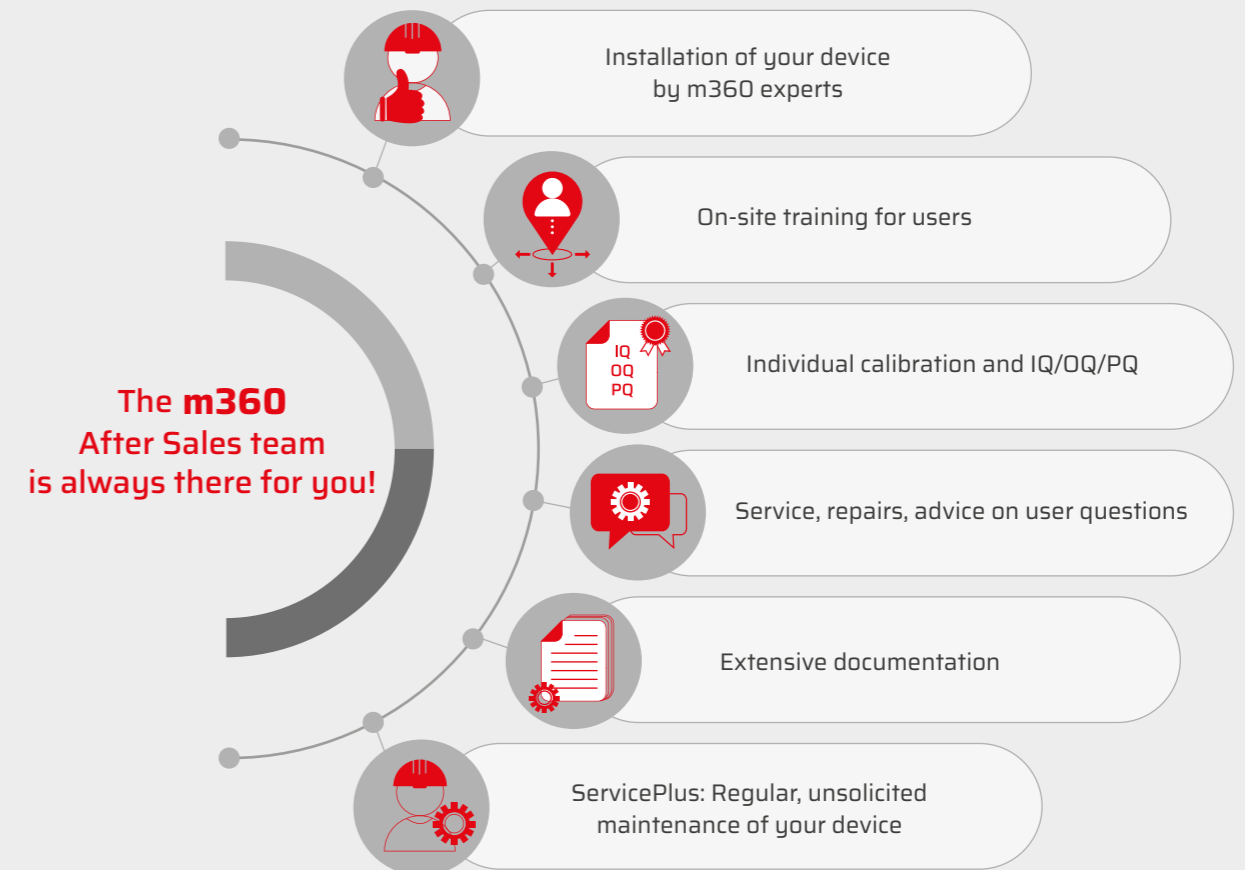 The m360
After Sales team
is always there for you!
Installation of your device
by m360 experts
On-site training for users
IQ
OQ
PQ
Individual calibration and IQ/OQ/PQ
Service, repairs, advice on user questions
Extensive documentation
ServicePlus: Regular, unsolicited
maintenance of your device